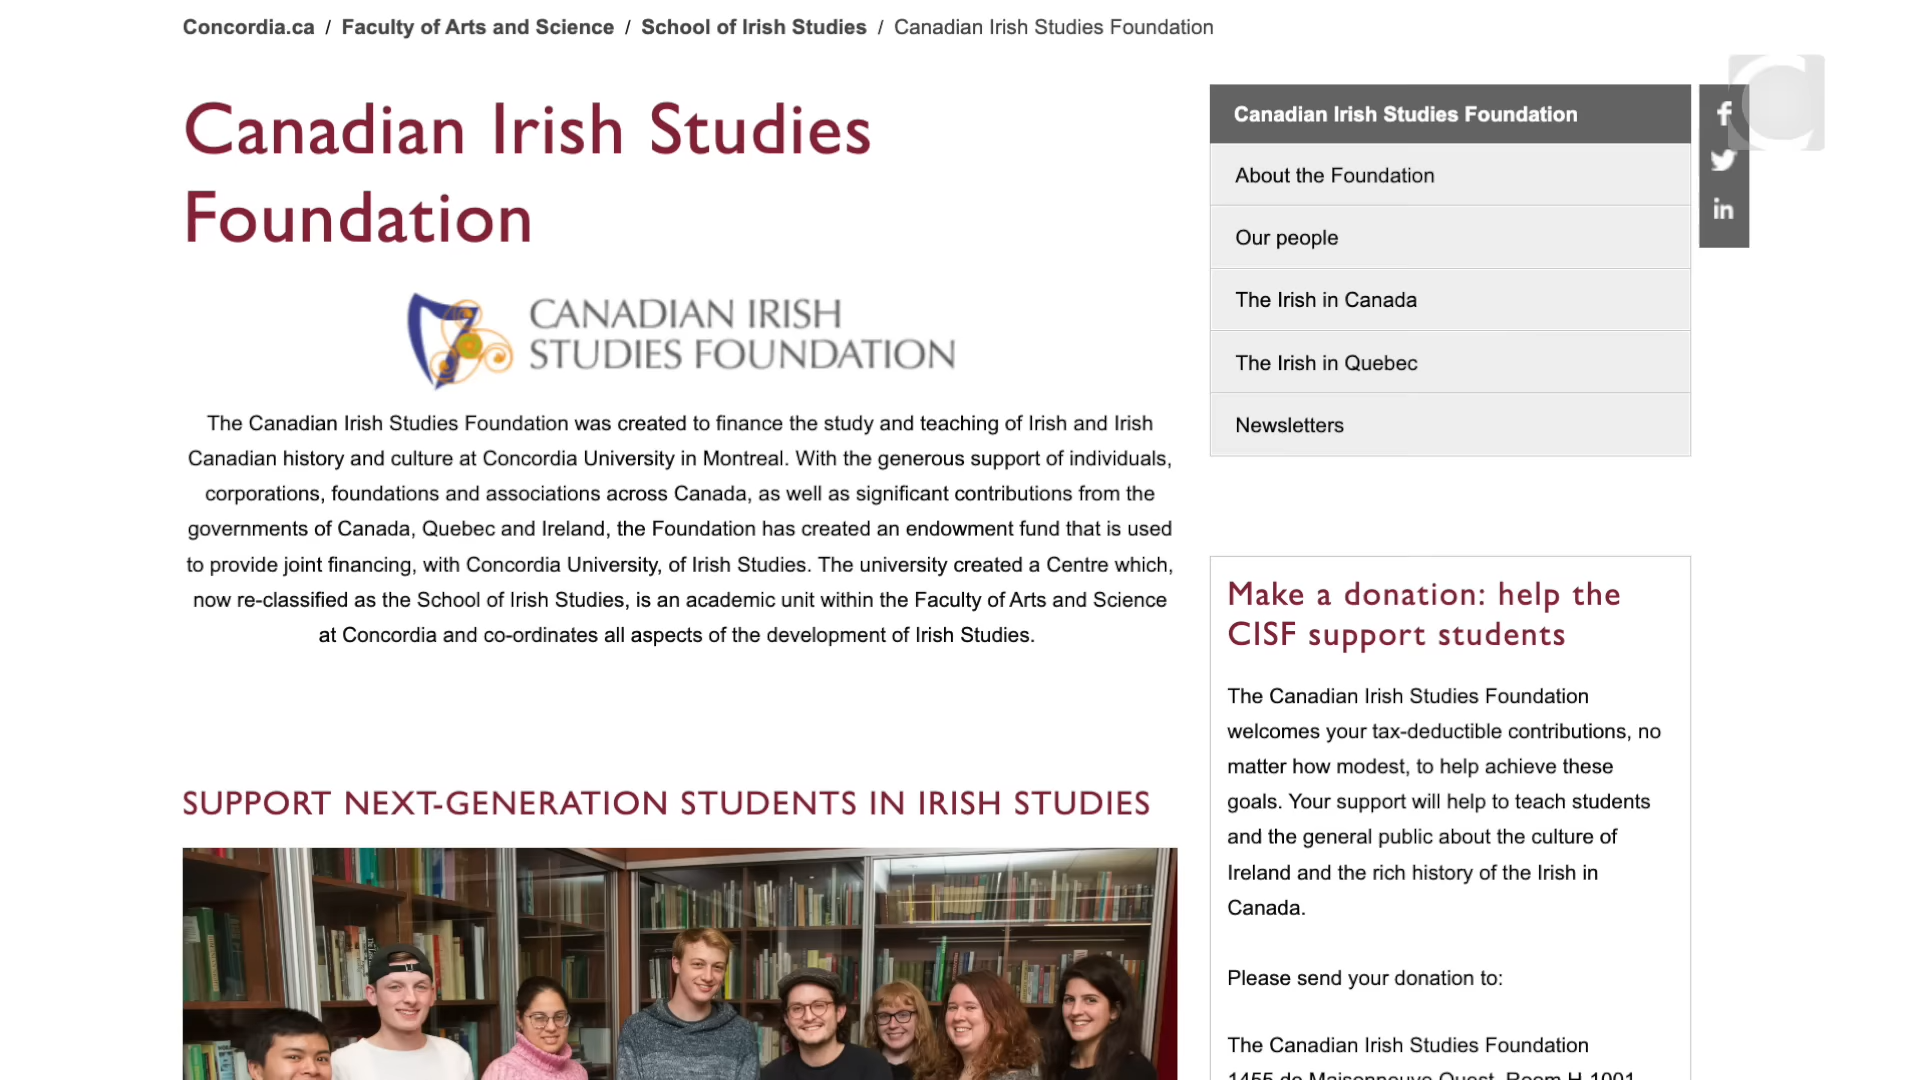 Concordia.ca / Faculty of Arts and Science / School of Irish Studies / Canadian Irish Studies Foundation
Canadian Irish Studies
Foundation
CANADIAN IRISH
STUDIES FOUNDATION
The Canadian Irish Studies Foundation was created to finance the study and teaching of Irish and Irish
Canadian history and culture at Concordia University in Montreal. With the generous support of individuals,
corporations, foundations and associations across Canada, as well as significant contributions from the
governments of Canada, Quebec and Ireland, the Foundation has created an endowment fund that is used
to provide joint financing, with Concordia University, of Irish Studies. The university created a Centre which,
now re-classified as the School of Irish Studies, is an academic unit within the Faculty of Arts and Science
at Concordia and co-ordinates all aspects of the development of Irish Studies.
SUPPORT NEXT-GENERATION STUDENTS IN IRISH STUDIES
Canadian Irish Studies Foundation
About the Foundation
Our people
The Irish in Canada
The Irish in Quebec
Newsletters
f
in
Make a donation: help the
CISF support students
The Canadian Irish Studies Foundation
welcomes your tax-deductible contributions, no
matter how modest, to help achieve these
goals. Your support will help to teach students
and the general public about the culture of
Ireland and the rich history of the Irish in
Canada.
Please send your donation to:
The Canadian Irish Studies Foundation
1455 de Maisonneuve Ouest, Room H-1001